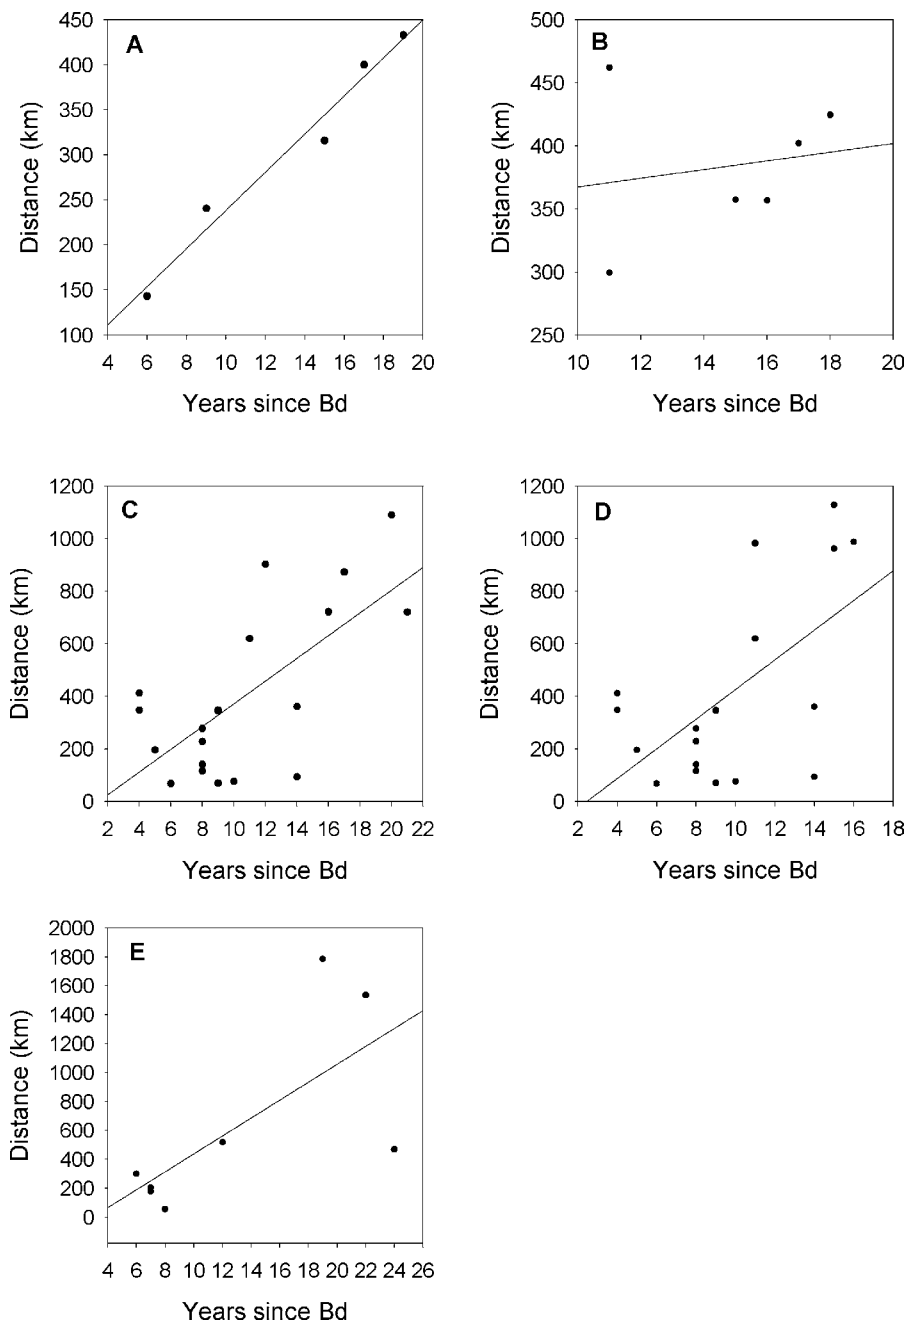 A
Distance (km)
450
400
350
300
250
200
150
100
4 6 8 10 12 14 16 18 20
Years since Bd
B
Distance (km)
500
450
400
350
300
250
10 12 14 16 18 20
Years since Bd
C
Distance (km)
1200
1000
800
600
400
200
0
2 4 6 8 10 12 14 16 18 20 22
Years since Bd
D
Distance (km)
1200
1000
800
600
400
200
0
2 4 6 8 10 12 14 16 18
Years since Bd
E
Distance (km)
2000
1800
1600
1400
1200
1000
800
600
400
200
0
4 6 8 10 12 14 16 18 20 22 24 26
Years since Bd